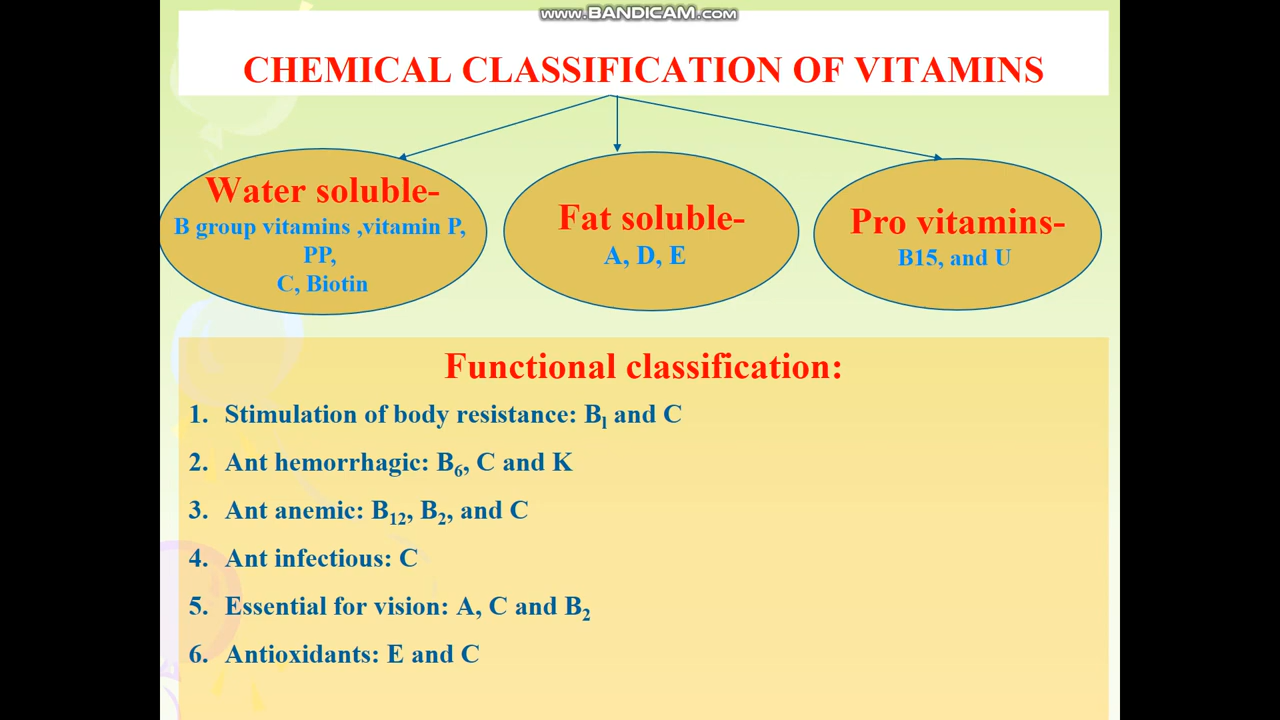 www.BANDICAM.com
CHEMICAL CLASSIFICATION OF VITAMINS
Water soluble-
B group vitamins ,vitamin P,
PP,
C, Biotin
Fat soluble-
A, D, E
Pro vitamins-
B15, and U
Functional classification:
1. Stimulation of body resistance: Bl and C
2. Ant hemorrhagic: B6, C and K
3. Ant anemic: B12, B2, and C
4. Ant infectious: C
5. Essential for vision: A, C and B2
6. Antioxidants: E and C